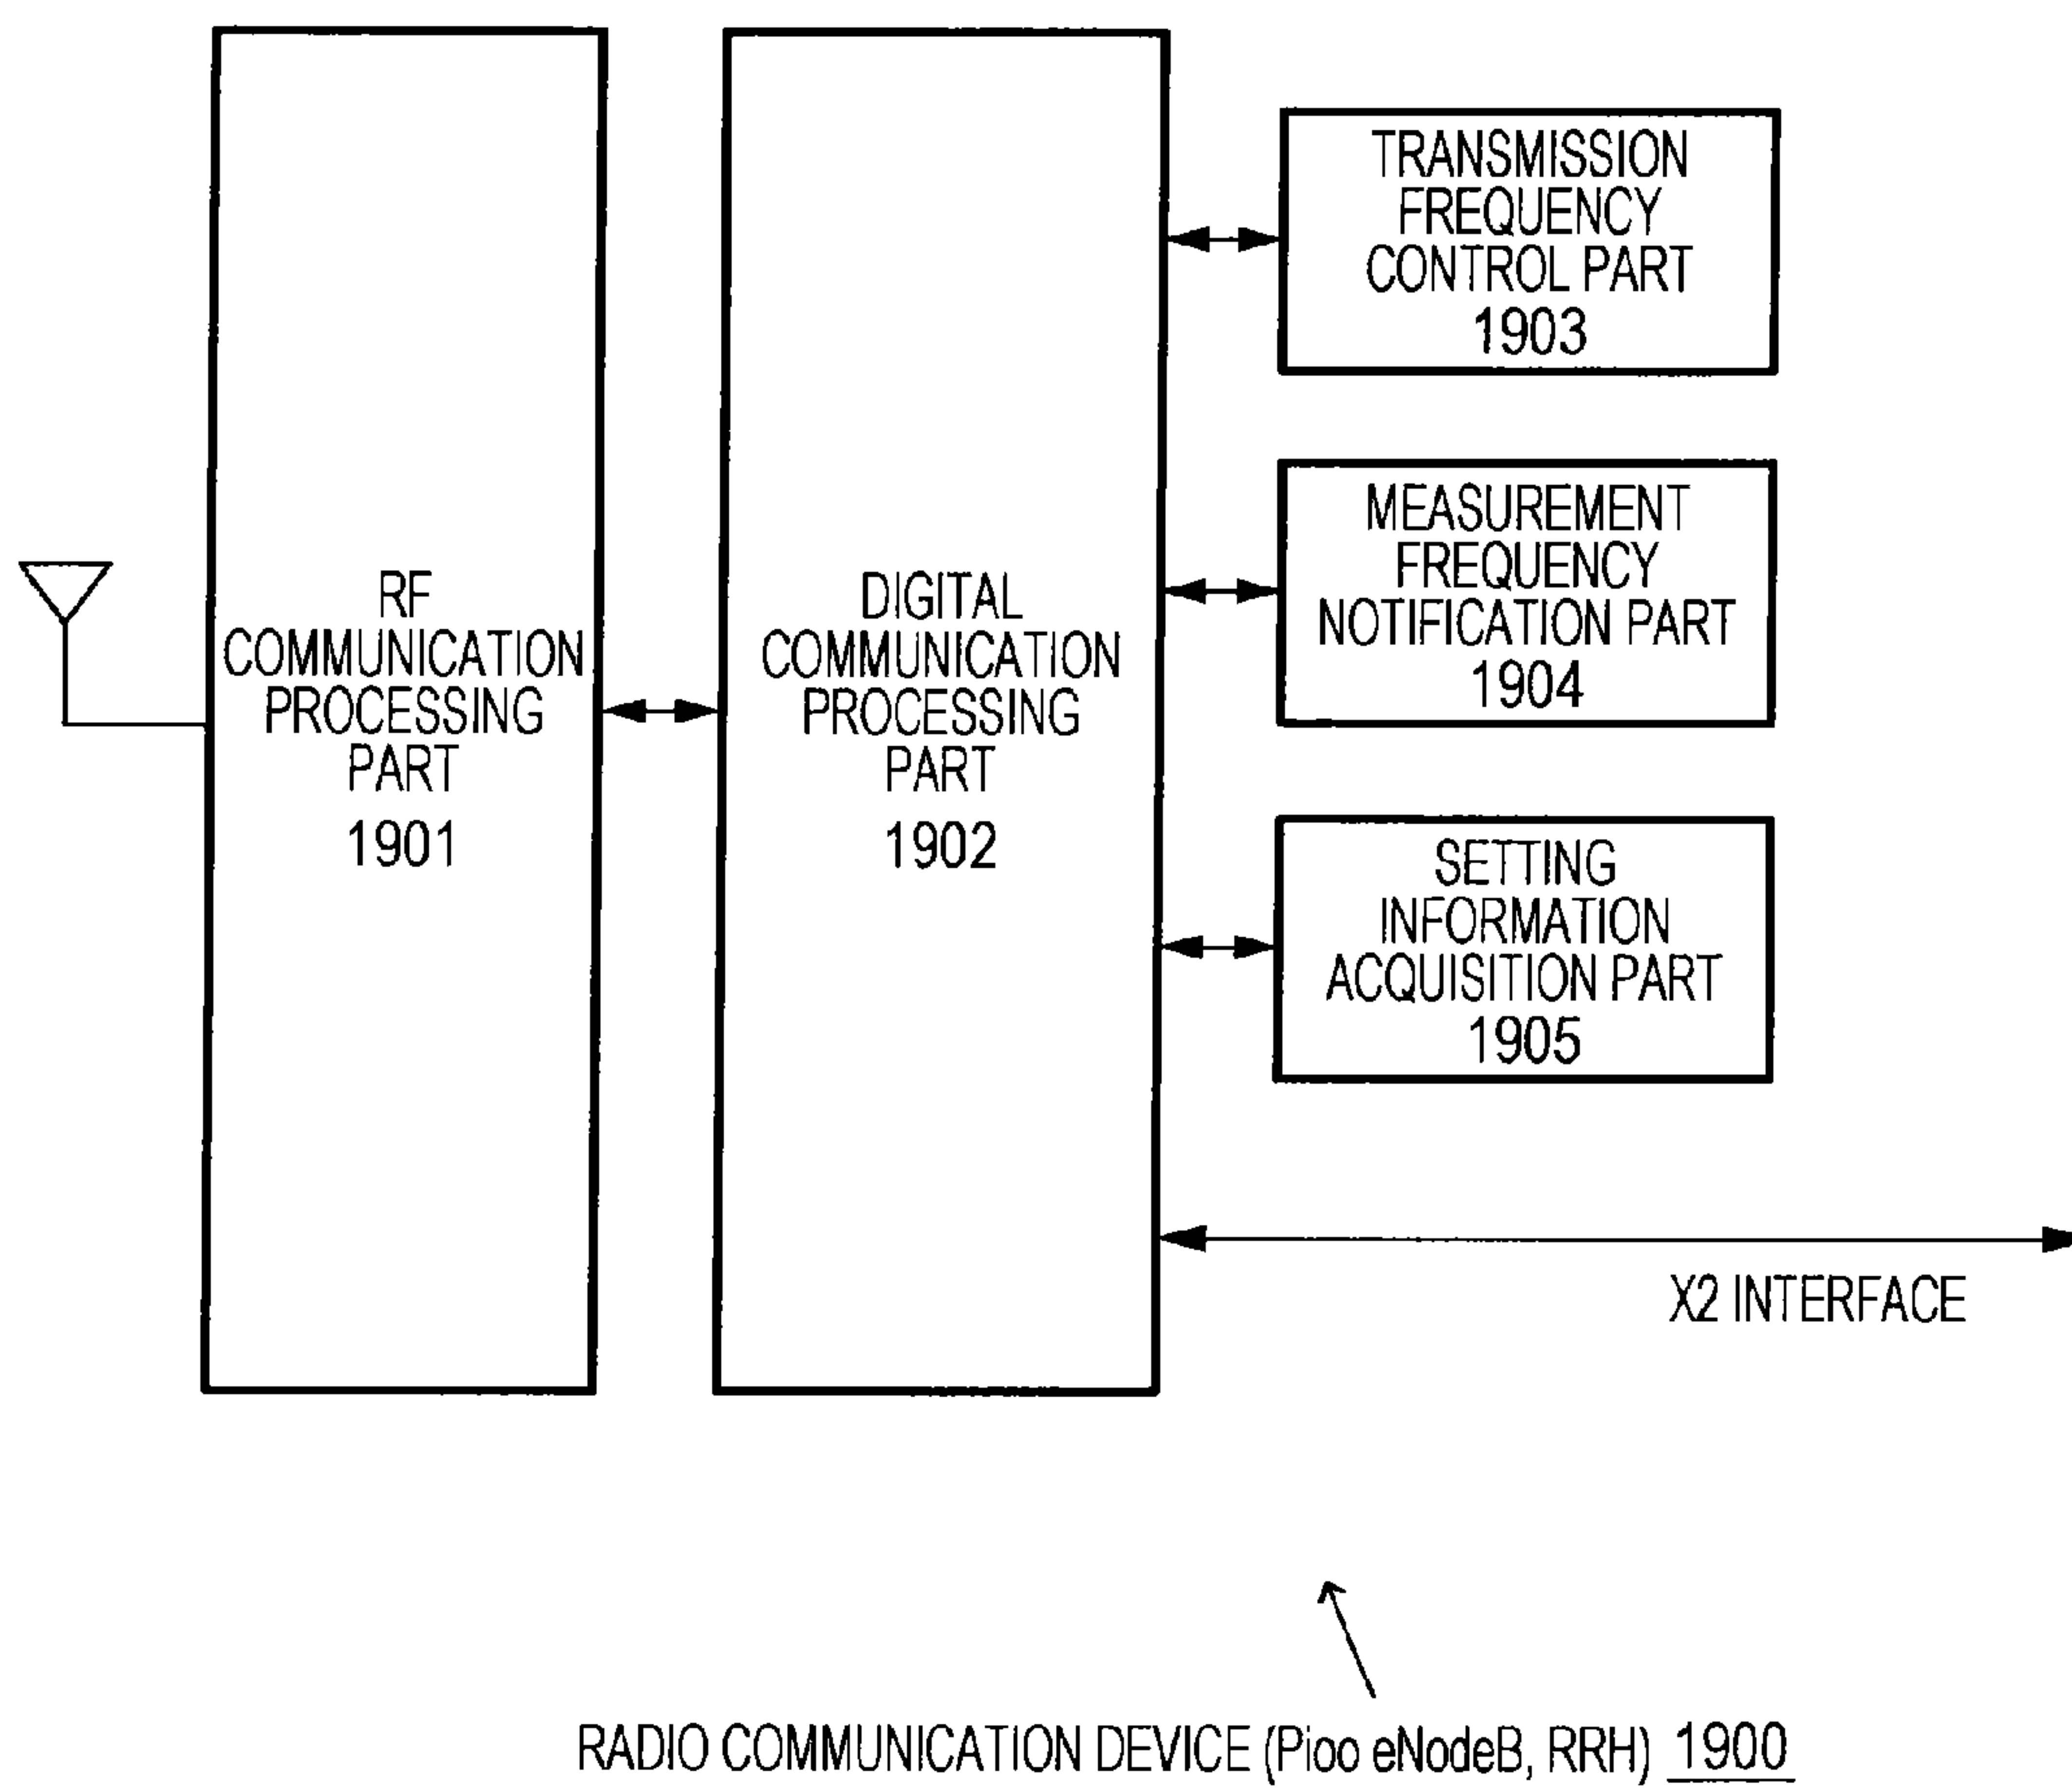 RF
COMMUNICATION
PROCESSING
PART
1901
DIGITAL
COMMUNICATION
PROCESSING
PART
1902
TRANSMISSION
FREQUENCY
CONTROL PART
1903
MEASUREMENT
FREQUENCY
NOTIFICATION PART
1904
SETTING
INFORMATION
ACQUISITION PART
1905
X2 INTERFACE
RADIO COMMUNICATION DEVICE (Pioo eNodeB, RRH) 1900